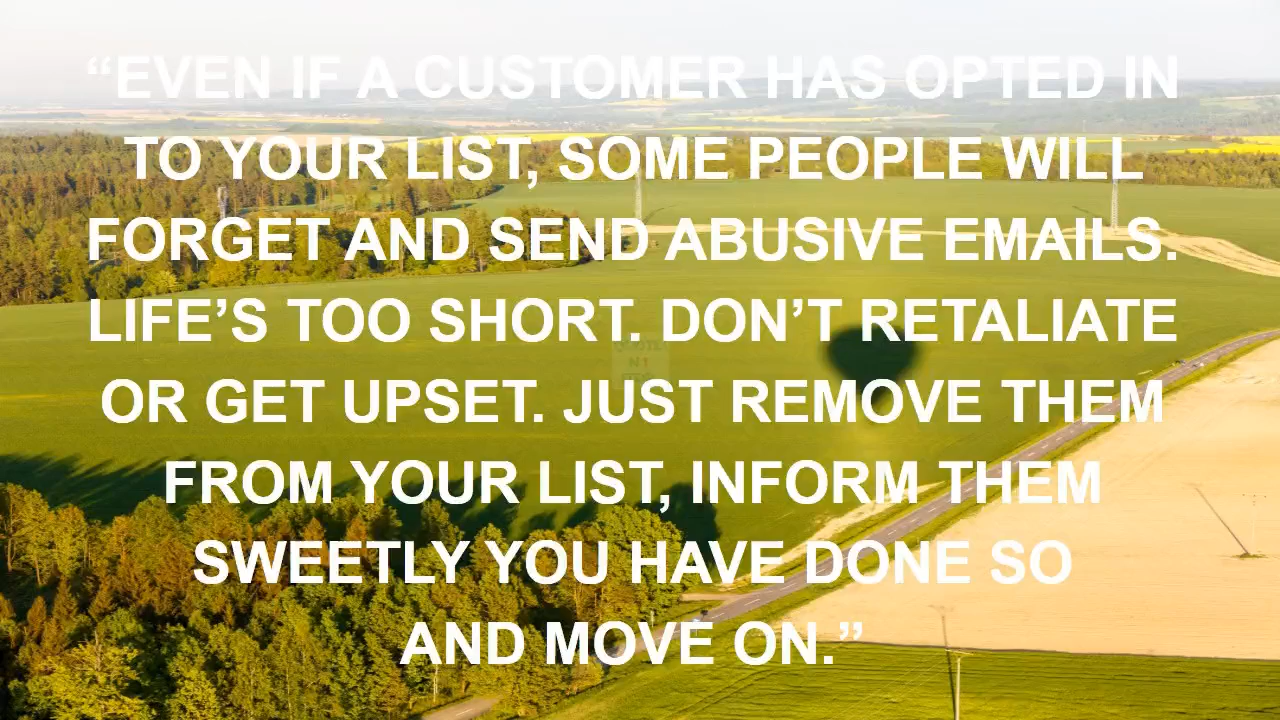 “EVEN IF A CUSTOMER HAS OPTED IN
TO YOUR LIST, SOME PEOPLE WILL
FORGET AND SEND ABUSIVE EMAILS.
LIFE’S TOO SHORT. DON’T RETALIATE
OR GET UPSET. JUST REMOVE THEM
FROM YOUR LIST, INFORM THEM
SWEETLY YOU HAVE DONE SO
AND MOVE ON.”